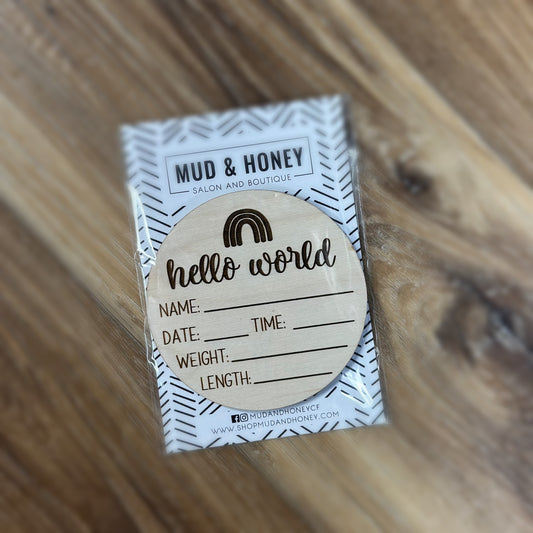 MUD & HONEY
SALON AND BOUTIQUE
hello world
NAME:
DATE: TIME:
WEIGHT:
LENGTH:
MUDANDHONEYCF
WWW.SHOPMUDANDHONEY.COM